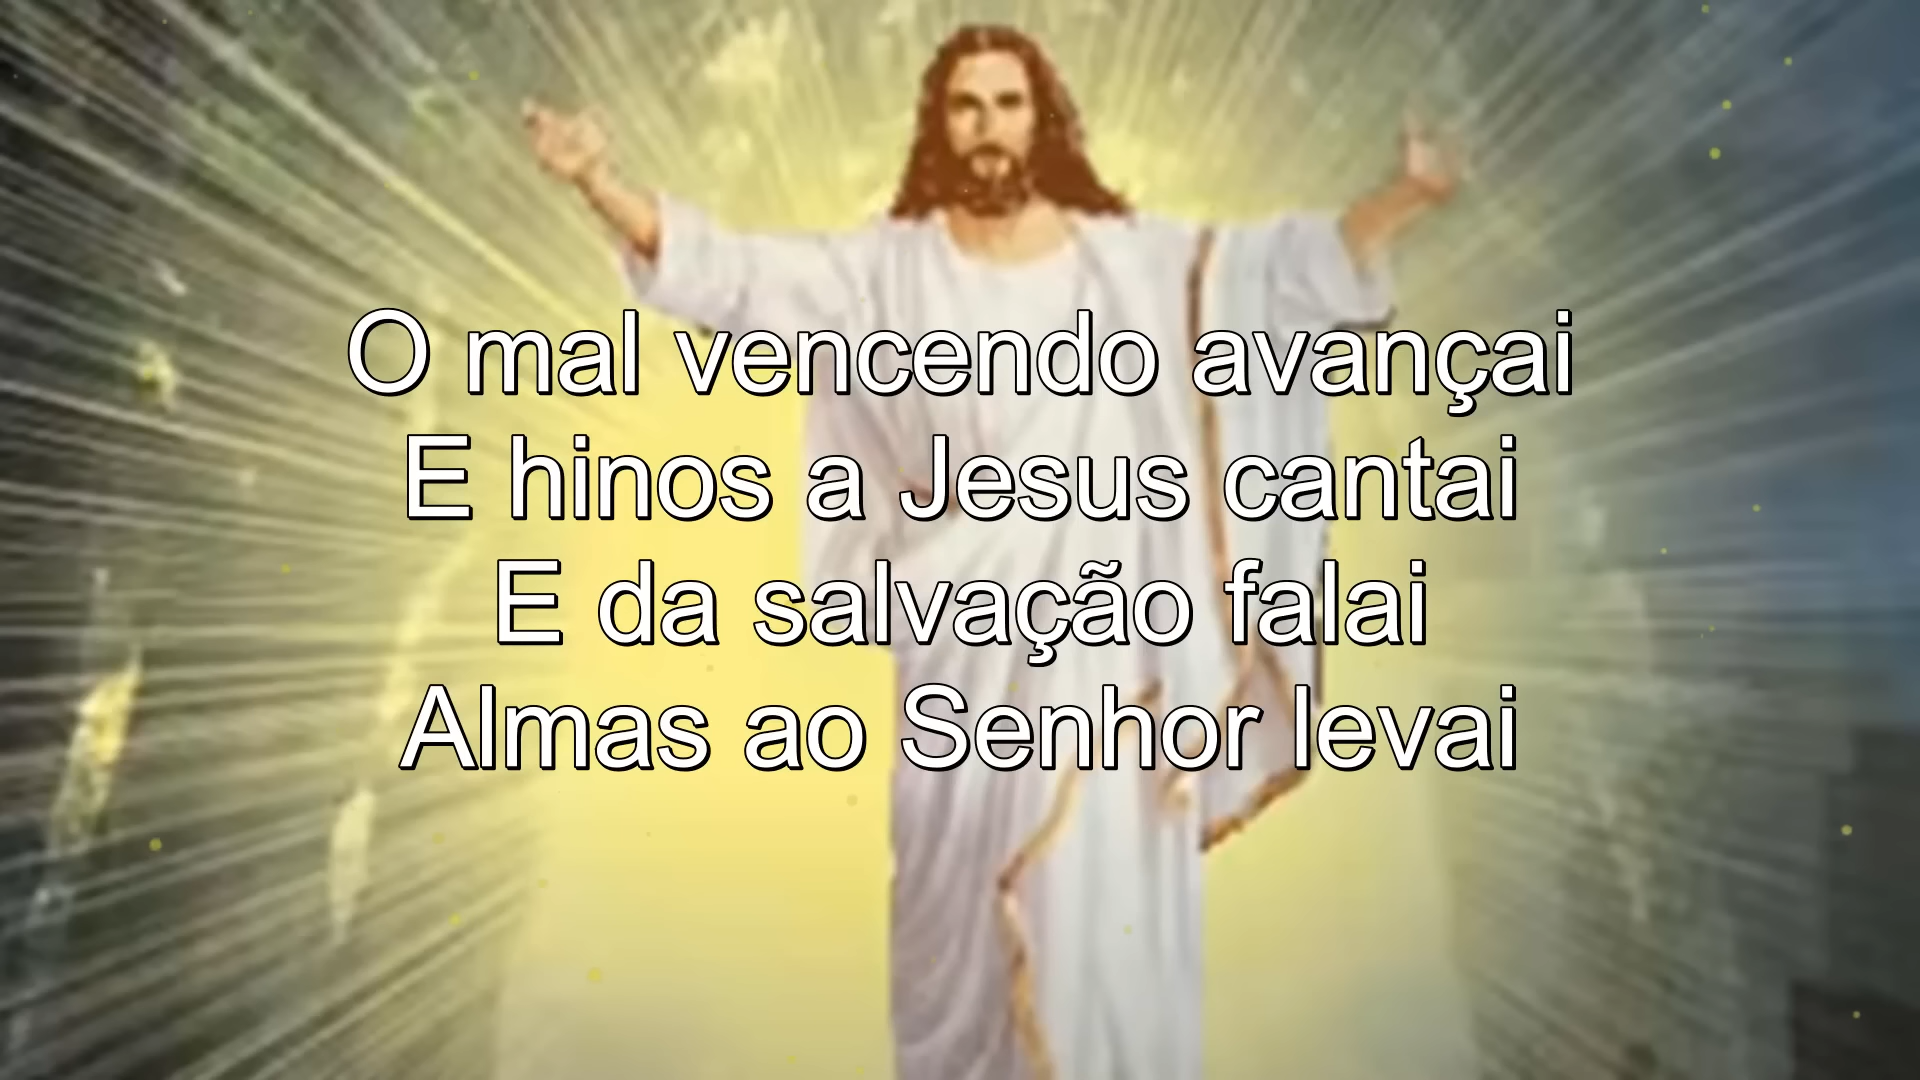 O mal vencendo avançai
E hinos a Jesus cantai
E da salvação falai
Almas ao Senhor levai